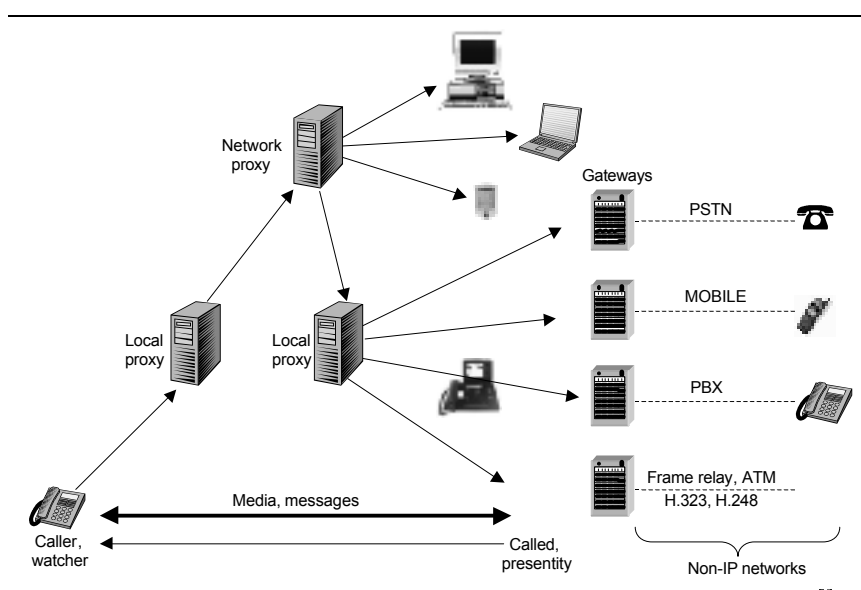 Network
proxy
Gateways
PSTN
MOBILE
Local
proxy
Local
proxy
PBX
Frame relay, ATM
H.323, H.248
Media, messages
Caller,
watcher
Called,
presentity
Non-IP networks